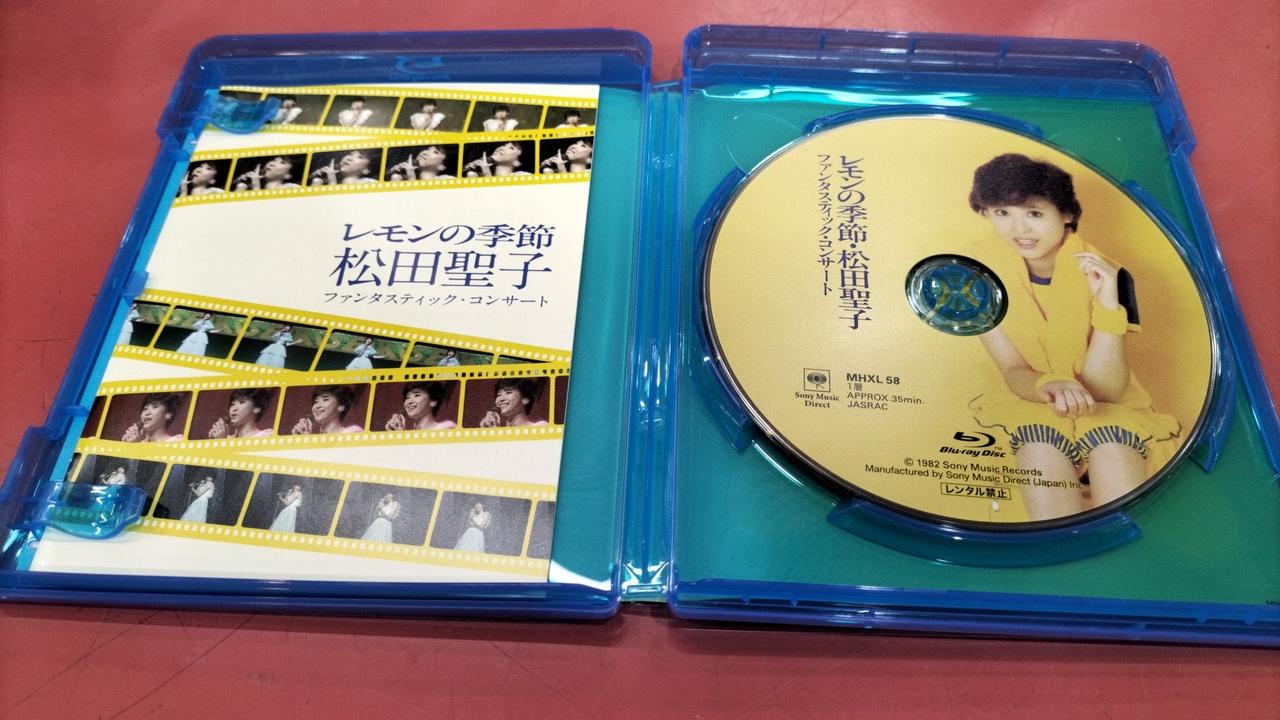 レモンの季節
松田聖子
ファンタスティック・コンサート
レモンの季節・松田聖子
ファンタスティック・コンサート
Sony Music
Direct
MHXL 58
1層
APPROX.35min.
JASRAC
Blu-ray Disc™
© 1982 Sony Music Records
Manufactured by Sony Music Direct (Japan) Inc.
レンタル禁止